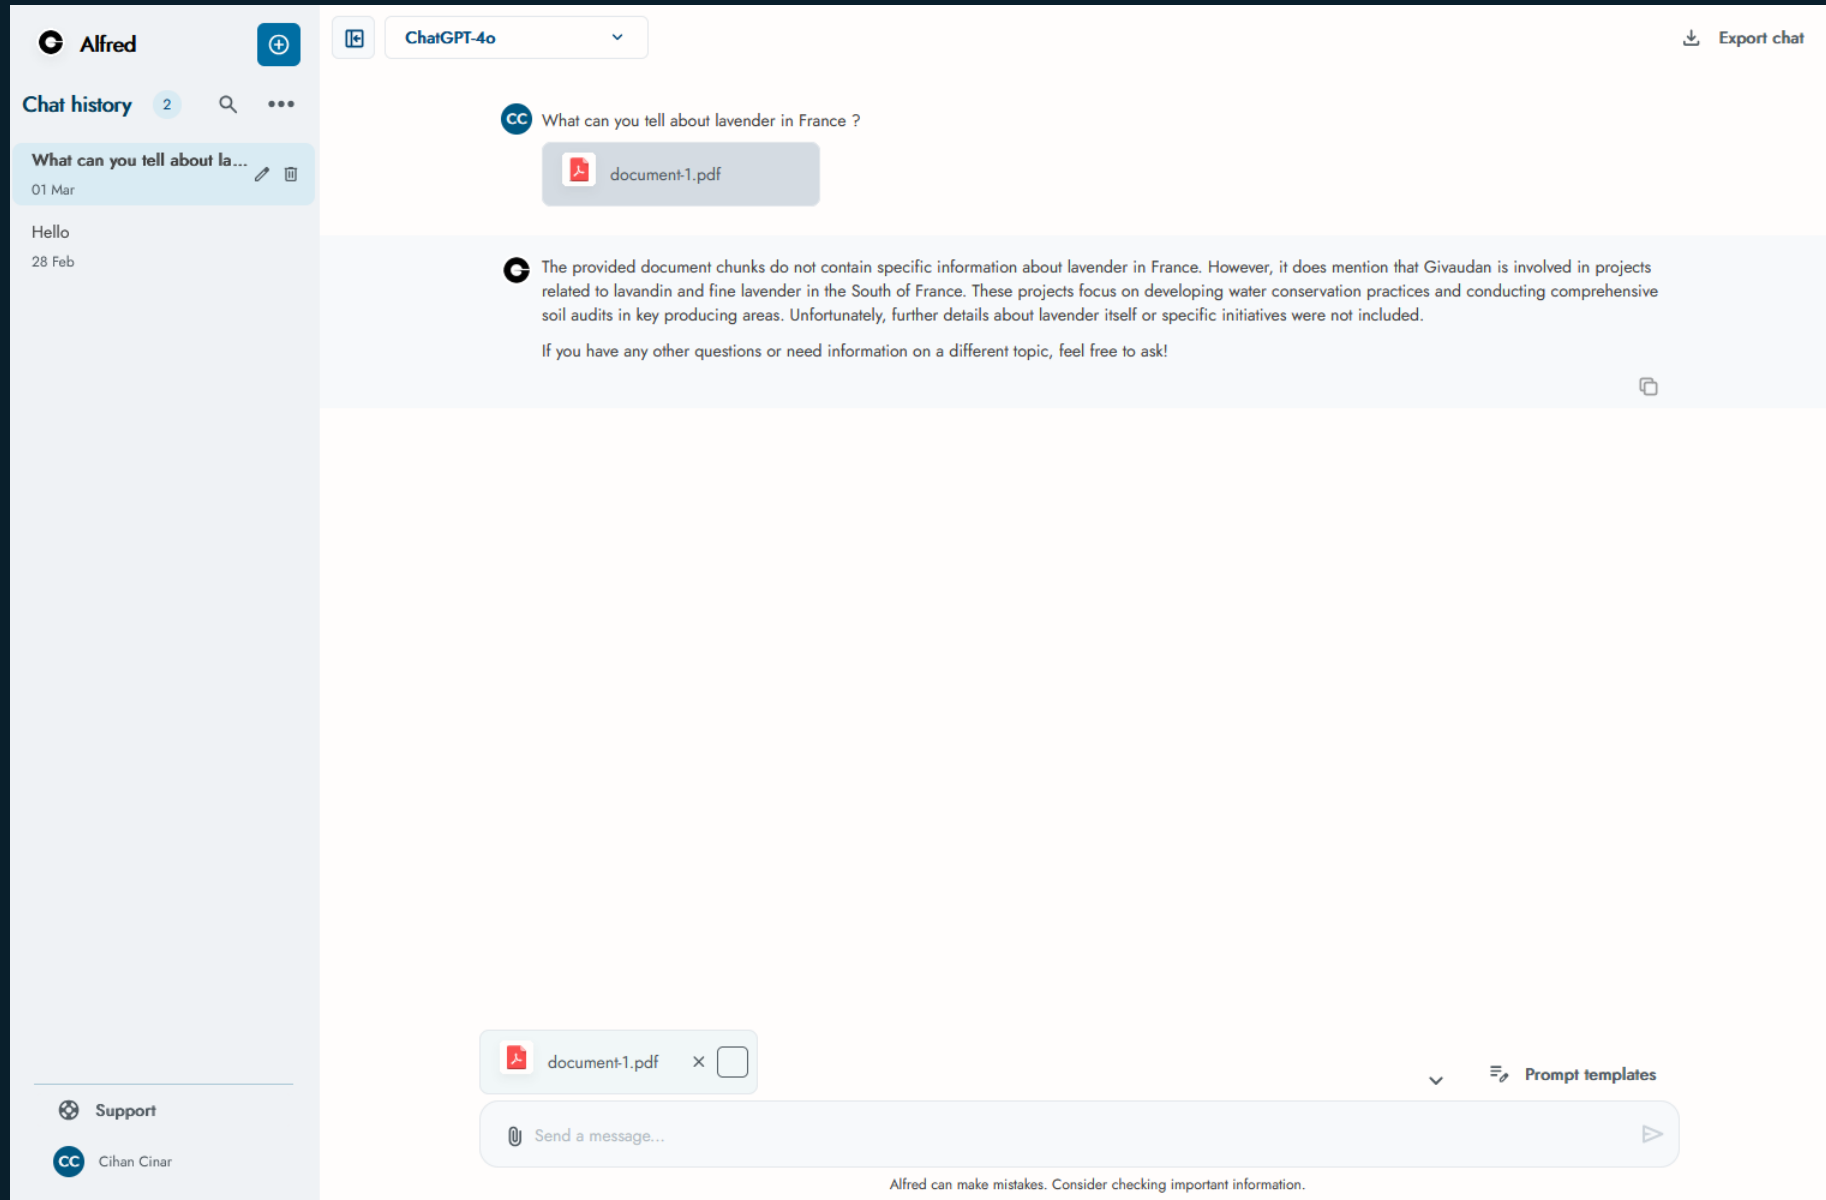 Alfred
Chat history 2
What can you tell about la...
01 Mar
Hello
28 Feb
Support
CC Cihan Cinar
ChatGPT-4o
Export chat
CC What can you tell about lavender in France ?
document-1.pdf
The provided document chunks do not contain specific information about lavender in France. However, it does mention that Givaudan is involved in projects
related to lavandin and fine lavender in the South of France. These projects focus on developing water conservation practices and conducting comprehensive
soil audits in key producing areas. Unfortunately, further details about lavender itself or specific initiatives were not included.
If you have any other questions or need information on a different topic, feel free to ask!
document-1.pdf
Prompt templates
Send a message...
Alfred can make mistakes. Consider checking important information.